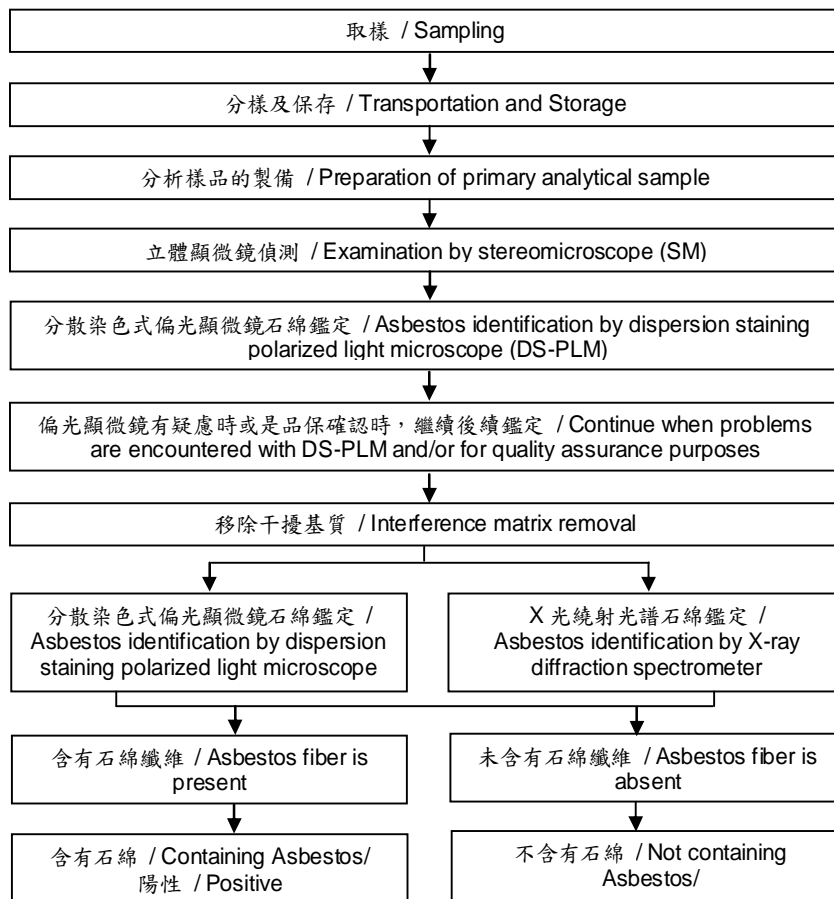 取樣 / Sampling
分樣及保存 / Transportation and Storage
分析樣品的製備 / Preparation of primary analytical sample
立體顯微鏡偵測 / Examination by stereomicroscope (SM)
分散染色式偏光顯微鏡石綿鑑定 / Asbestos identification by dispersion staining
polarized light microscope (DS-PLM)
偏光顯微鏡有疑慮時或是品保確認時，繼續後續鑑定 / Continue when problems
are encountered with DS-PLM and/or for quality assurance purposes
移除干擾基質 / Interference matrix removal
分散染色式偏光顯微鏡石綿鑑定 /
Asbestos identification by dispersion
staining polarized light microscope
X 光繞射光譜石綿鑑定 /
Asbestos identification by X-ray
diffraction spectrometer
含有石綿纖維 / Asbestos fiber is
present
未含有石綿纖維 / Asbestos fiber is
absent
含有石綿 / Containing Asbestos/
陽性 / Positive
不含有石綿 / Not containing
Asbestos/